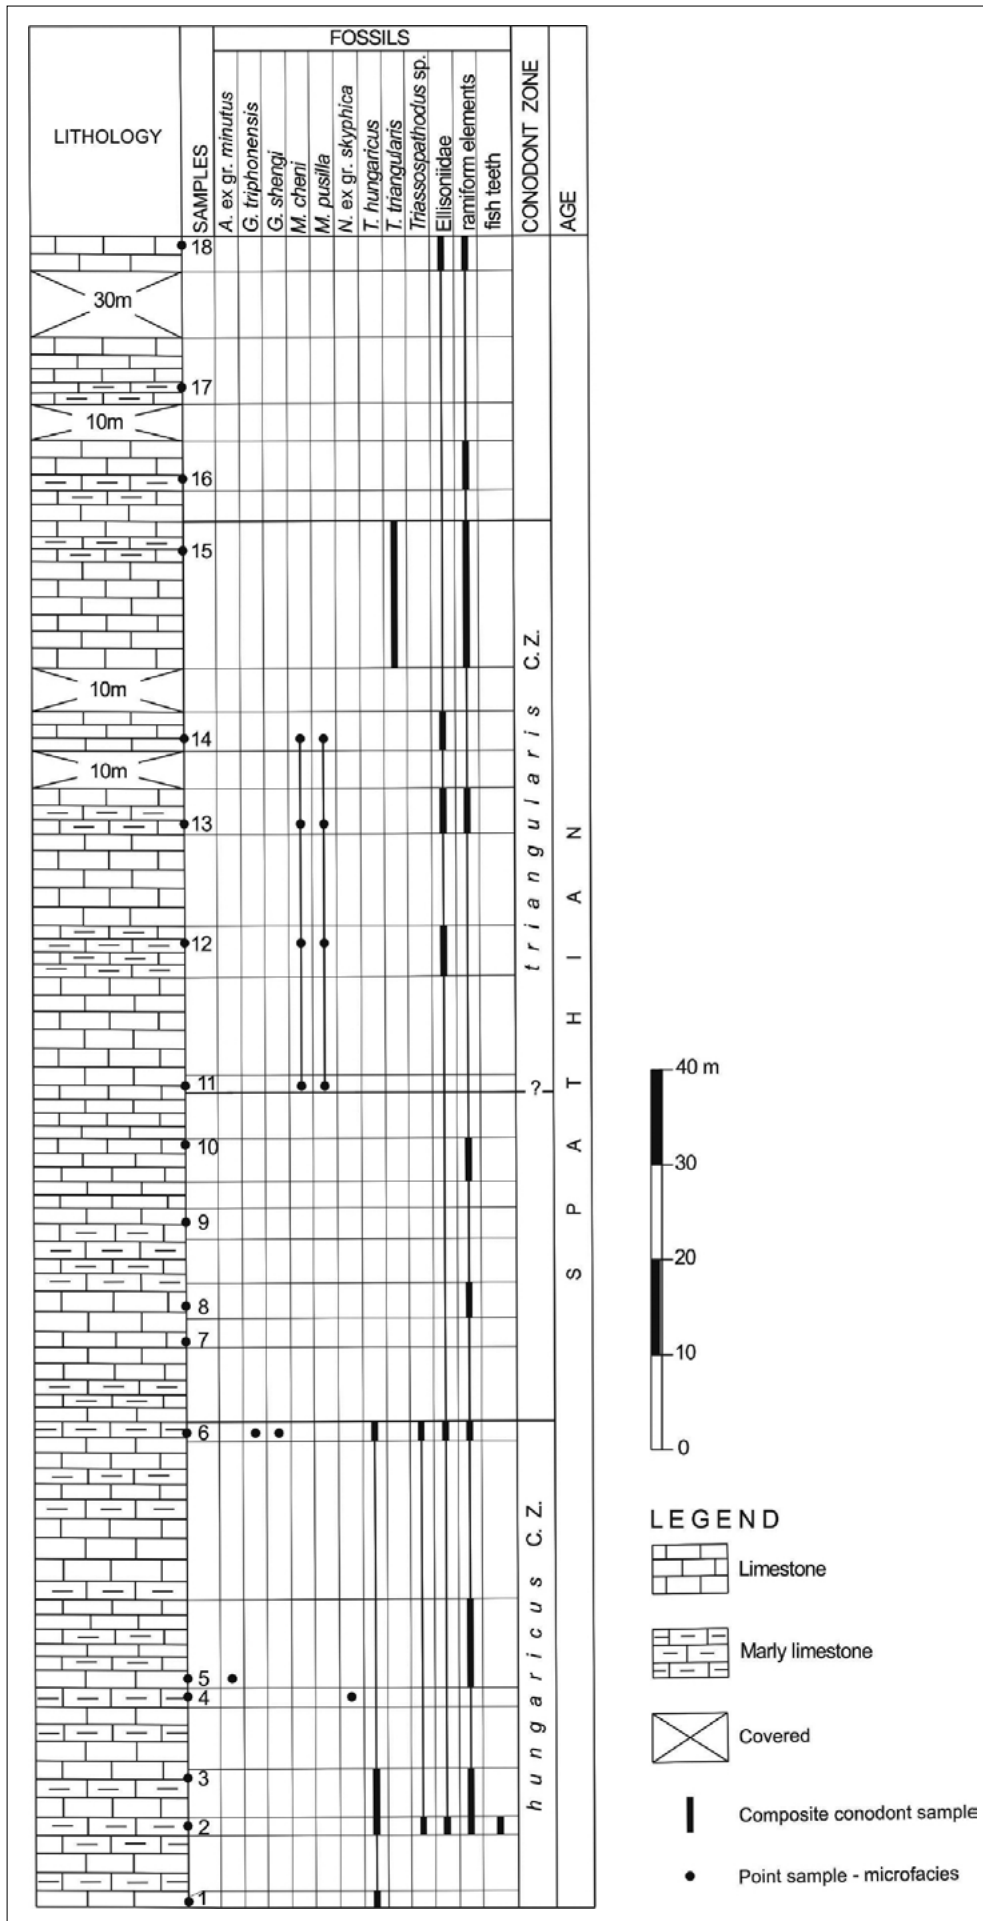 FOSSILS
LITHOLOGY
SAMPLES
A. ex gr. minutus
G. triphonensis
G. shengi
M. cheni
M. pusilla
N. ex gr. skyphica
T. hungaricus
T. triangularis
Triassospathodus sp.
Ellisoniidae
ramiform elements
fish teeth
CONODONT ZONE
AGE
18
30m
17
10m
16
15
10m
14
10m
13
12
11
10
9
8
7
6
5
4
3
2
1
triangularis C. Z.
?
hungaricus C. Z.
SPATHIAN
40 m
30
20
10
0
LEGEND
Limestone
Marly limestone
Covered
Composite conodont sample
Point sample - microfacies